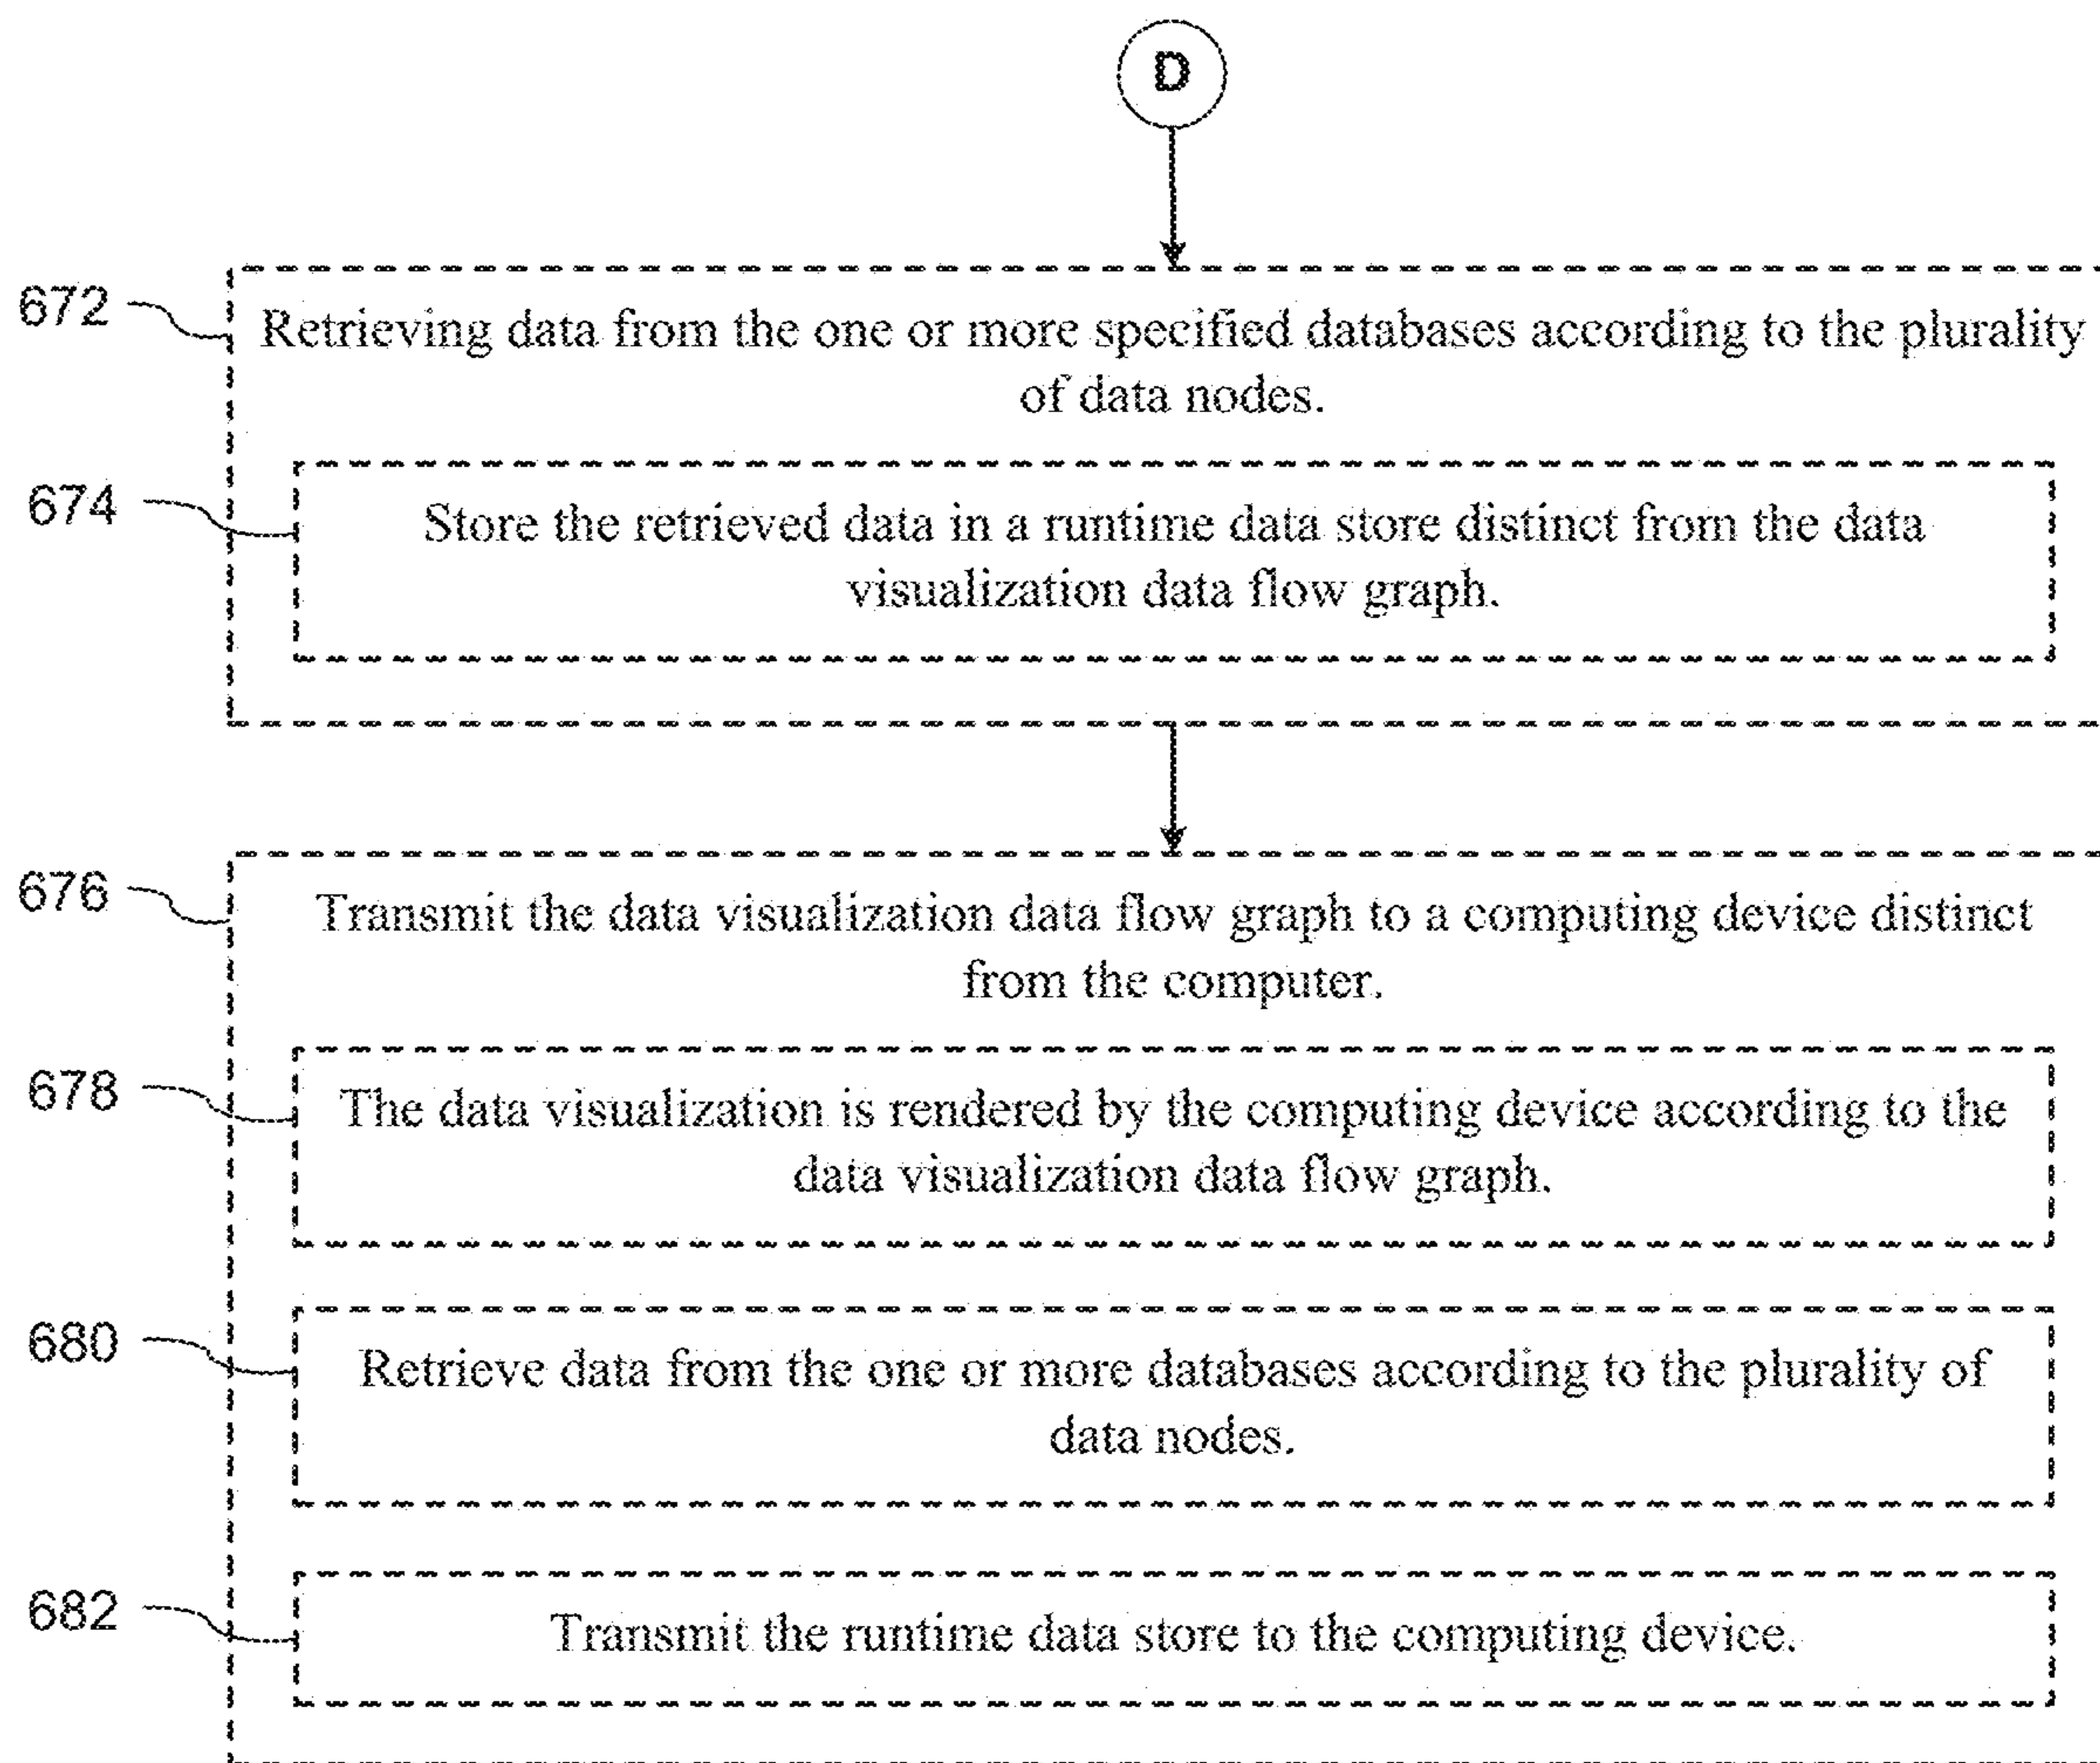 D
672
Retrieving data from the one or more specified databases according to the plurality
of data nodes.
674
Store the retrieved data in a runtime data store distinct from the data
visualization data flow graph.
676
Transmit the data visualization data flow graph to a computing device distinct
from the computer.
678
The data visualization is rendered by the computing device according to the
data visualization data flow graph.
680
Retrieve data from the one or more databases according to the plurality of
data nodes.
682
Transmit the runtime data store to the computing device.